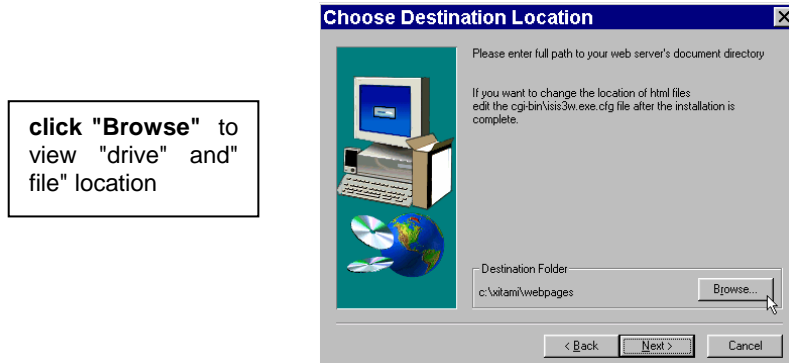 click "Browse" to
view "drive" and"
file" location
Choose Destination Location
Please enter full path to your web server's document directory
If you want to change the location of html files
edit the cgi-bin\isis3w.exe.cfg file after the installation is
complete.
Destination Folder
c:\xitami\webpages
Browse...
< Back
Next >
Cancel